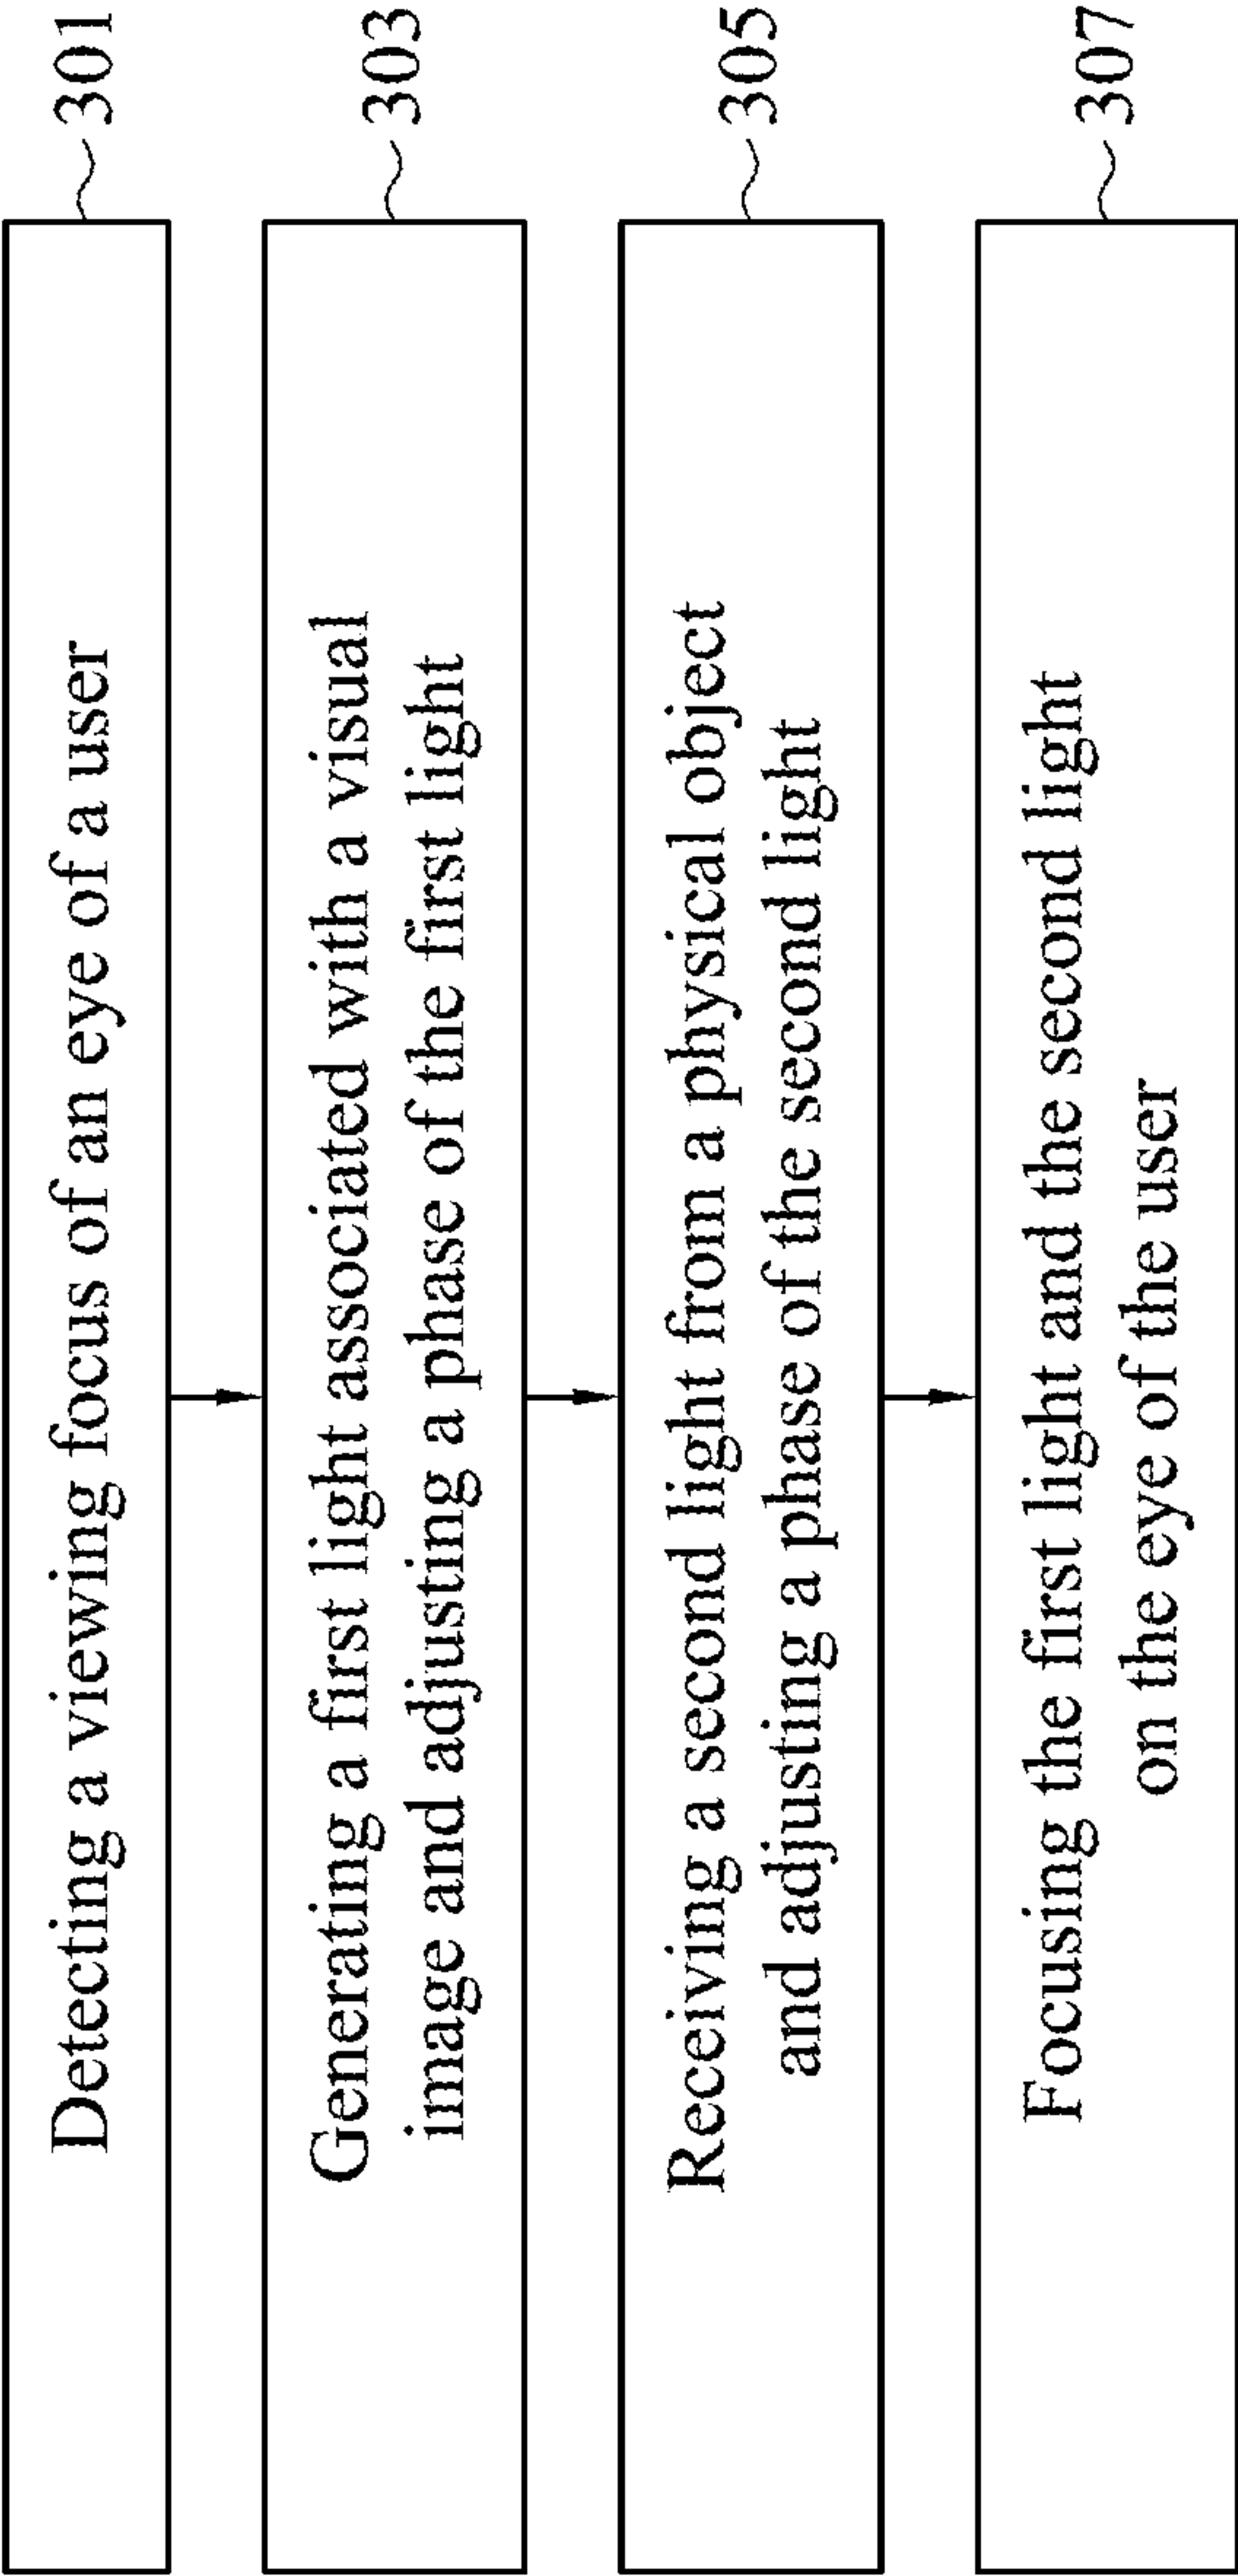 Detecting a viewing focus of an eye of a user
301
Generating a first light associated with a visual
image and adjusting a phase of the first light
303
Receiving a second light from a physical object
and adjusting a phase of the second light
305
Focusing the first light and the second light
on the eye of the user
307